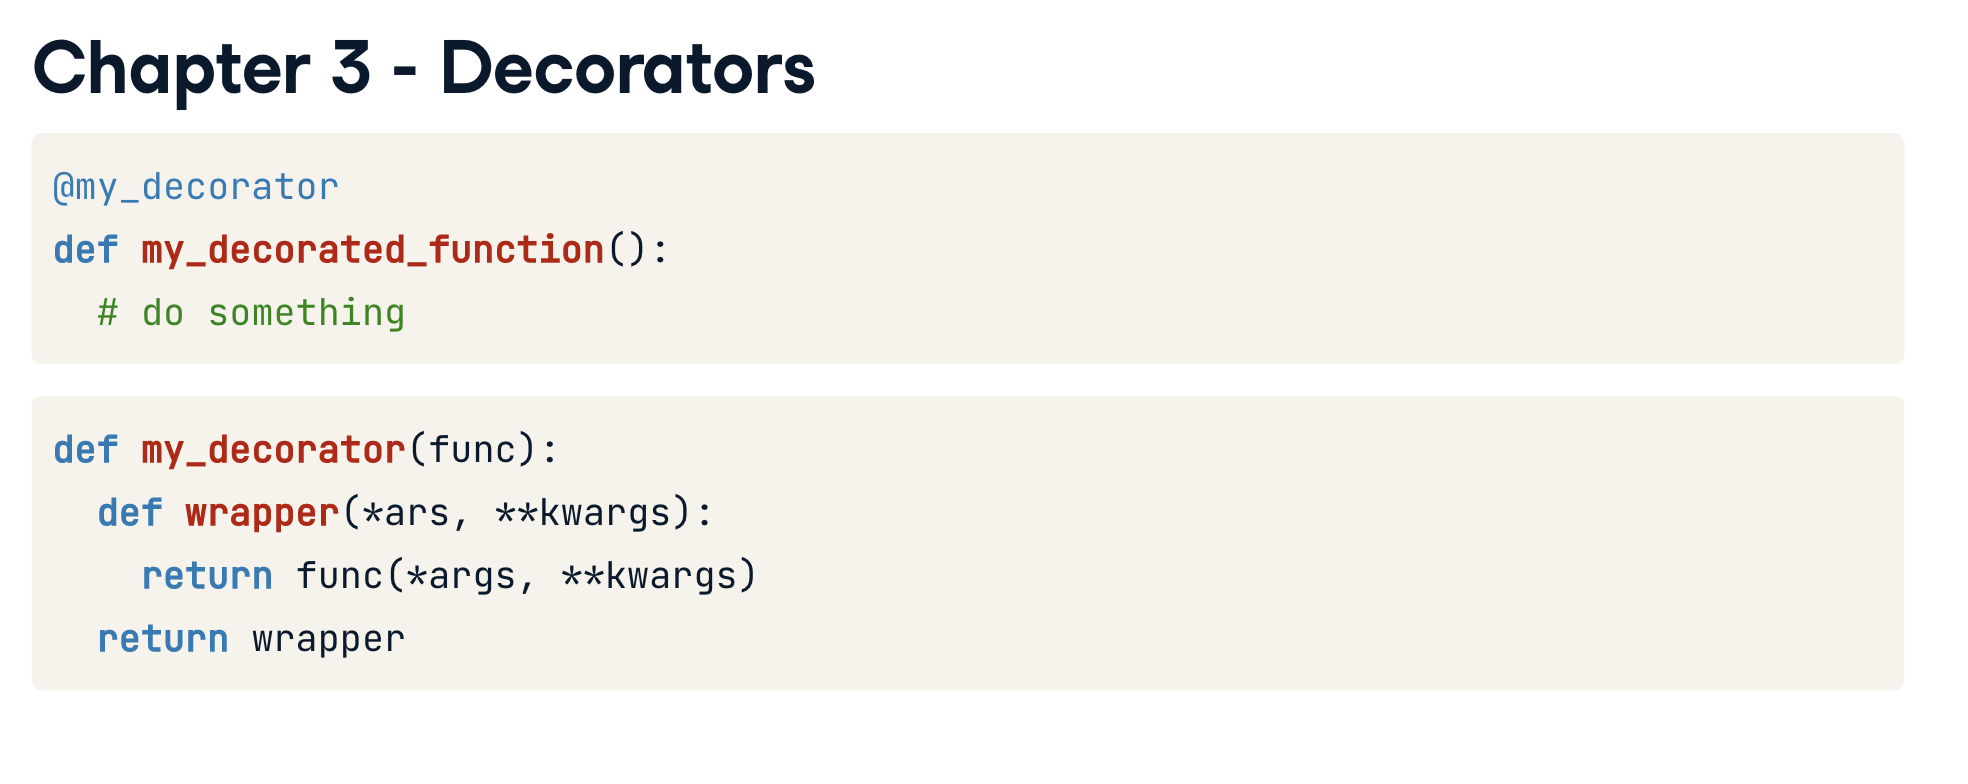 Chapter 3 - Decorators
@my_decorator
def my_decorated_function():
  # do something
def my_decorator(func):
  def wrapper(*ars, **kwargs):
    return func(*args, **kwargs)
  return wrapper